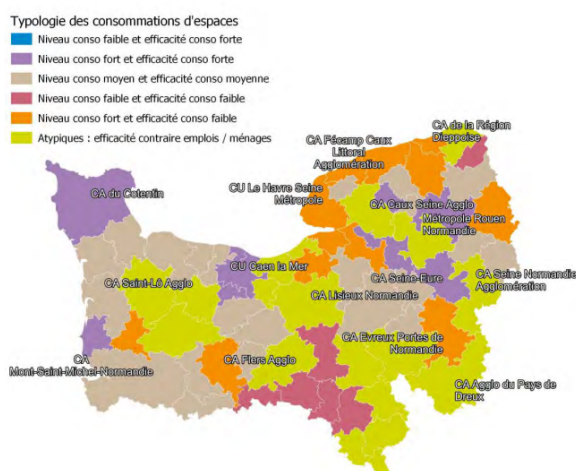 Typologie des consommations d'espaces
Niveau conso faible et efficacité conso forte
Niveau conso fort et efficacité conso forte
Niveau conso moyen et efficacité conso moyenne
Niveau conso faible et efficacité conso faible
Niveau conso fort et efficacité conso faible
Atypiques : efficacité contraire emplois / ménages
CA de la Région
Dieppoise
CA Fécamp Caux
Littoral
Agglomération
CA du Cotentin
CU Le Havre Seine
Métropole
CA Caux Seine Agglo
Métropole Rouen
Normandie
CU Caen la Mer
CA Seine-Eure
CA Seine Normandie
Agglomération
CA Saint-Lô Agglo
CA Lisieux Normandie
CA Evreux Portes de
Normandie
CA
Mont-Saint-Michel-Normandie
CA Flers Agglo
CA Agglo du Pays de
Dreux